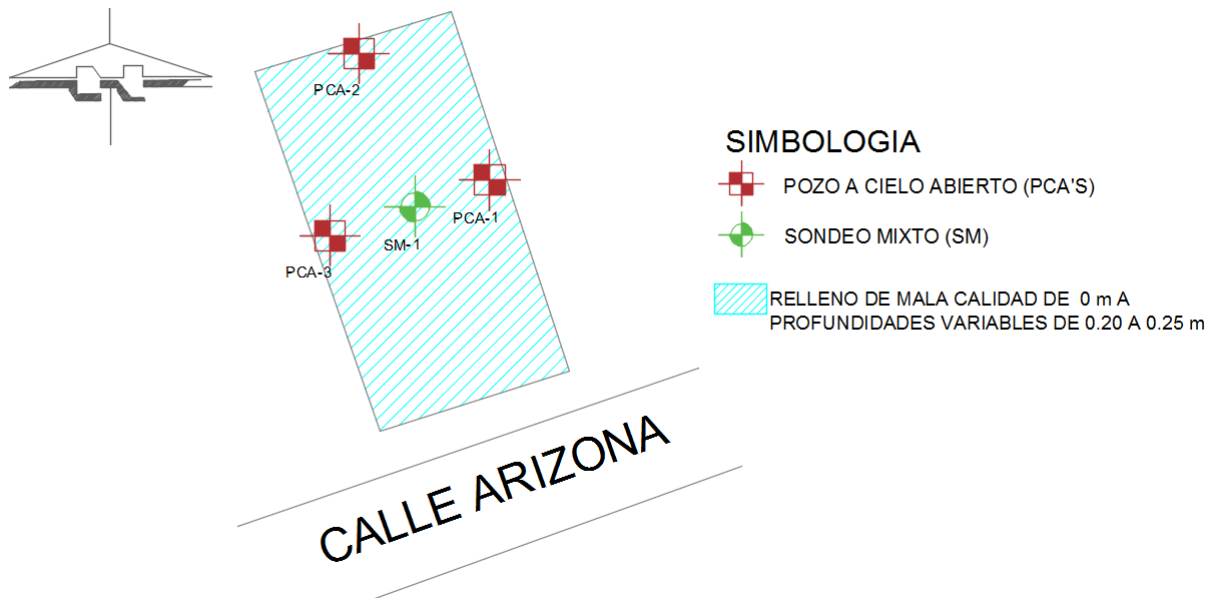 PCA-2
PCA-1
SM-1
PCA-3
CALLE ARIZONA
SIMBOLOGIA
POZO A CIELO ABIERTO (PCA'S)
SONDEO MIXTO (SM)
RELLENO DE MALA CALIDAD DE 0 m A
PROFUNDIDADES VARIABLES DE 0.20 A 0.25 m